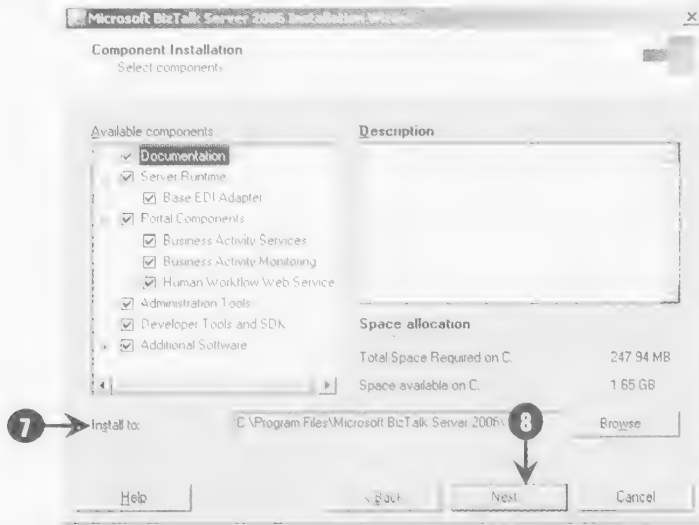 Microsoft BizTalk Server 2006 Installation Wizard
Component Installation
Select components
Available components
Documentation
Server Runtime
Base EDI Adapter
Portal Components
Business Activity Services
Business Activity Monitoring
Human Workflow Web Service
Administration Tools
Developer Tools and SDK
Additional Software
Description
Space allocation
Total Space Required on C. 247.94 MB
Space available on C. 1.65 GB
7 Install to: C:\Program Files\Microsoft BizTalk Server 2006\ 8 Browse
Help < Back Next Cancel